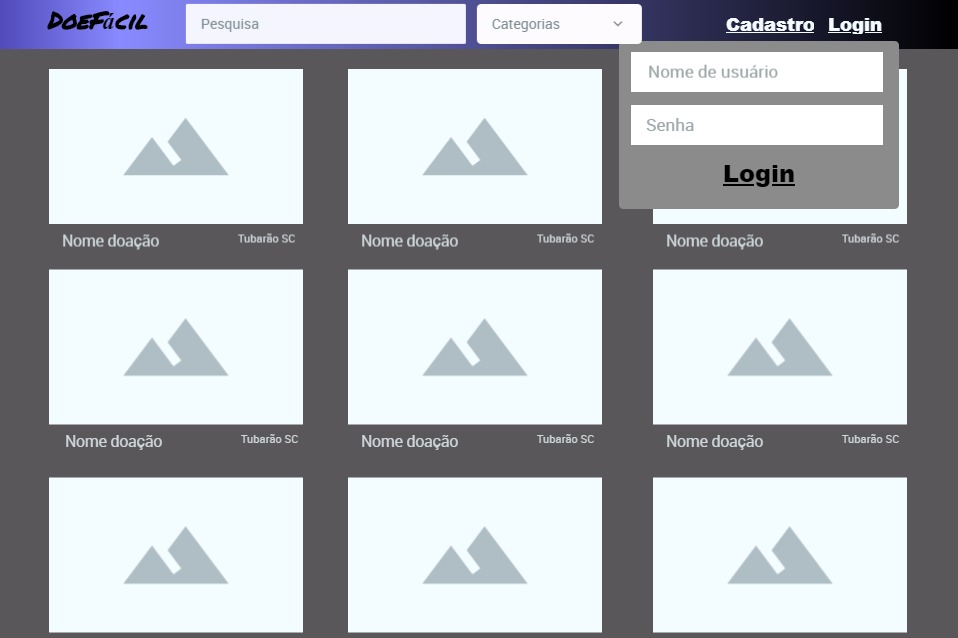 DoeFácil
Pesquisa
Categorias
Cadastro Login
Nome de usuário
Senha
Login
Nome doação Tubarão SC
Nome doação Tubarão SC
Nome doação Tubarão SC
Nome doação Tubarão SC
Nome doação Tubarão SC
Nome doação Tubarão SC